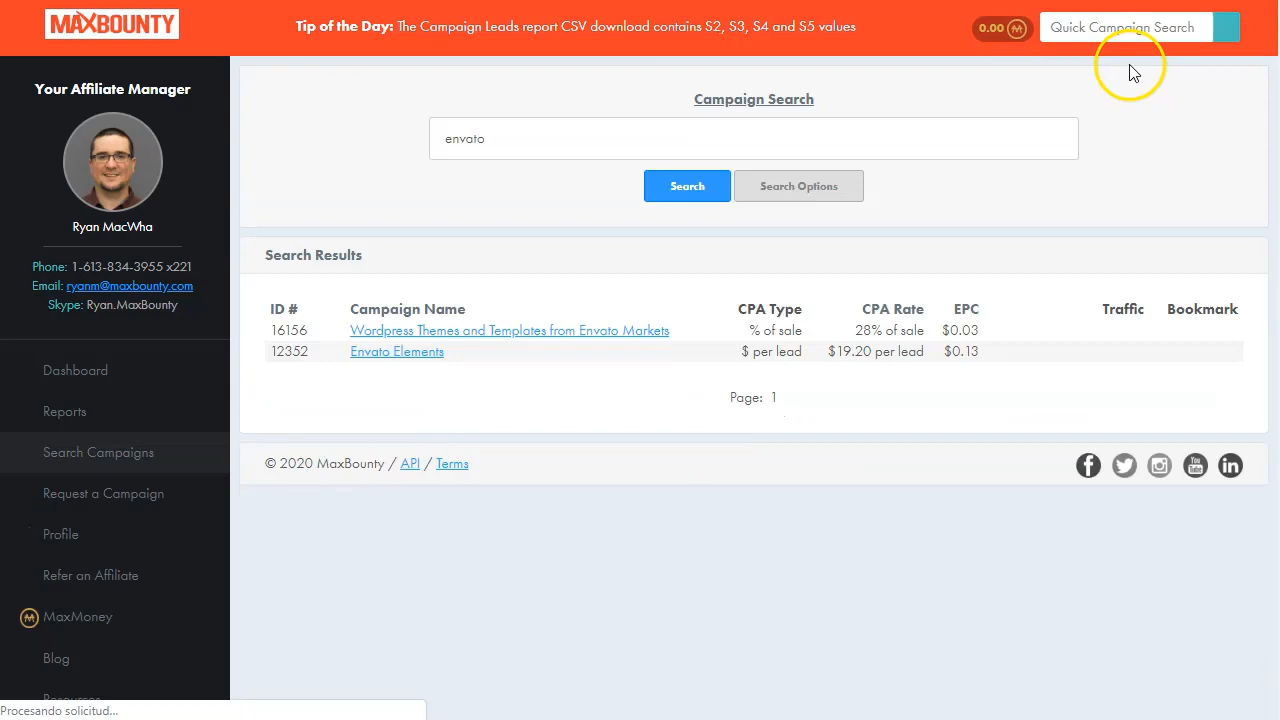 MAXBOUNTY
Tip of the Day: The Campaign Leads report CSV download contains S2, S3, S4 and S5 values
0.00
Quick Campaign Search
Your Affiliate Manager
Ryan MacWha
Phone: 1-613-834-3955 x221
Email: ryanm@maxbounty.com
Skype: Ryan.MaxBounty
Dashboard
Reports
Search Campaigns
Request a Campaign
Profile
Refer an Affiliate
MaxMoney
Blog
Resources
Procesando solicitud...
Campaign Search
envato
Search Search Options
Search Results
ID # Campaign Name CPA Type CPA Rate EPC Traffic Bookmark
16156 Wordpress Themes and Templates from Envato Markets % of sale 28% of sale $0.03
12352 Envato Elements $ per lead $19.20 per lead $0.13
Page: 1
© 2020 MaxBounty / API / Terms